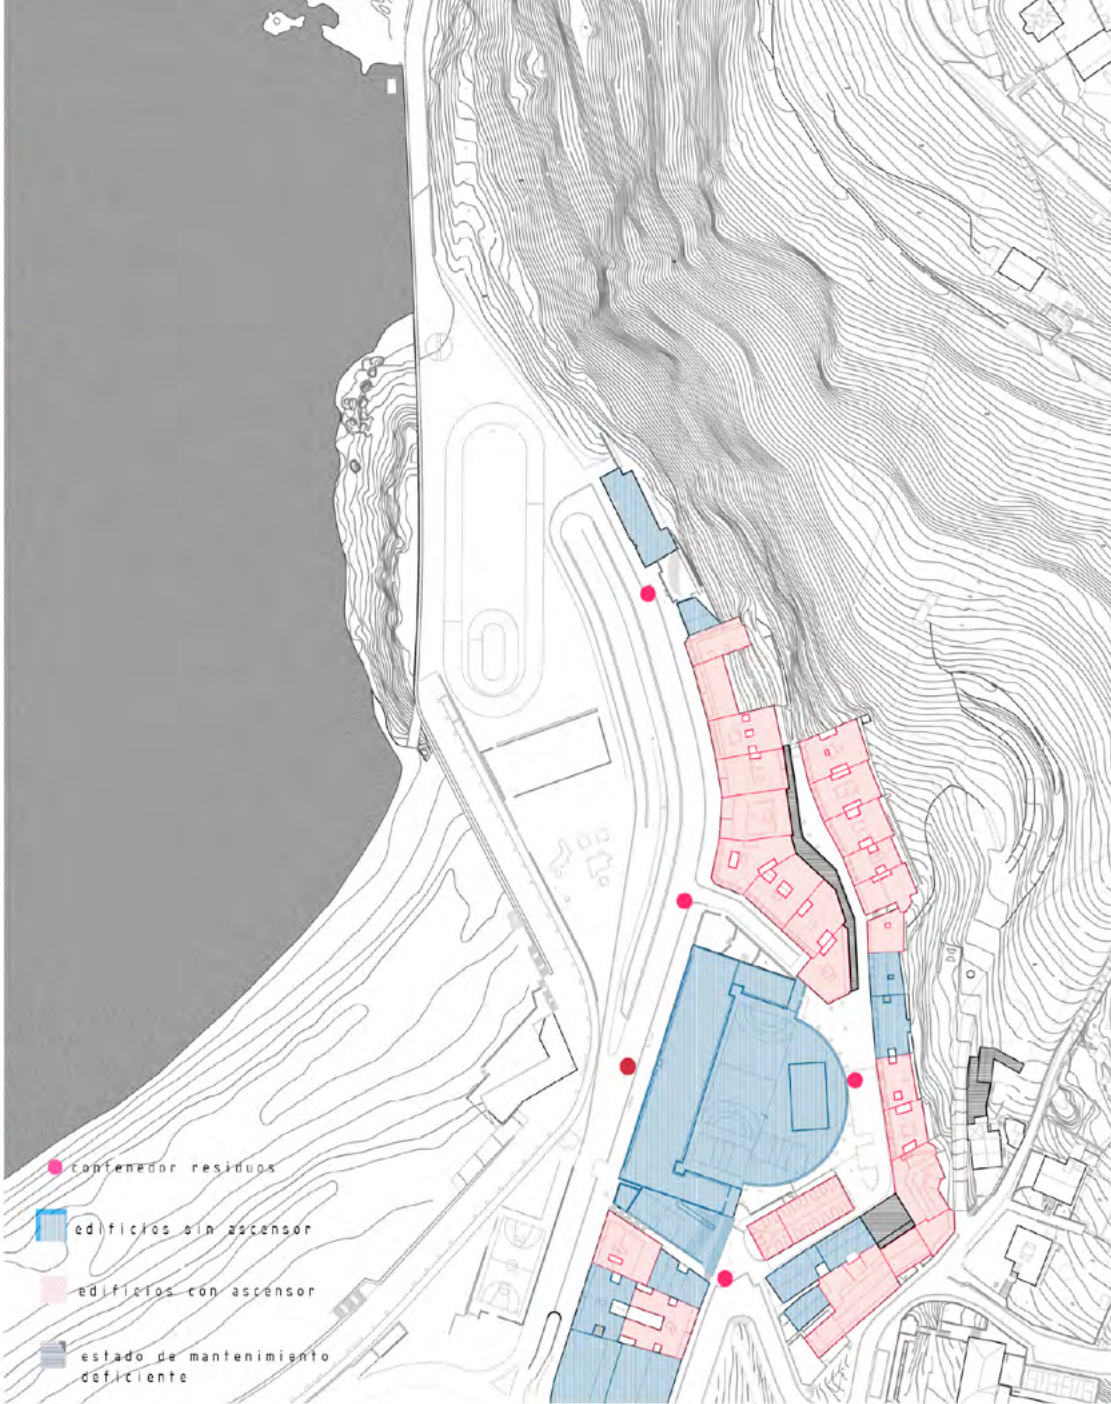 contenedor residuos
edificios sin ascensor
edificios con ascensor
estado de mantenimiento
deficiente